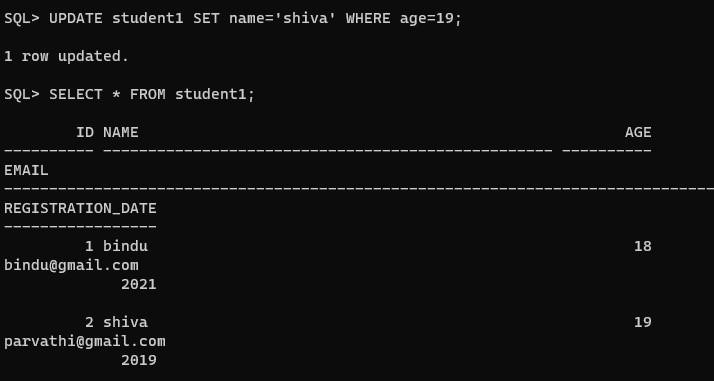 SQL> UPDATE student1 SET name='shiva' WHERE age=19;
1 row updated.
SQL> SELECT * FROM student1;
ID NAME AGE
---------- -------------------------------------------------- ----------
EMAIL
--------------------------------------------------------------------------------
REGISTRATION_DATE
-----------------
1 bindu 18
bindu@gmail.com
2021
2 shiva 19
parvathi@gmail.com
2019